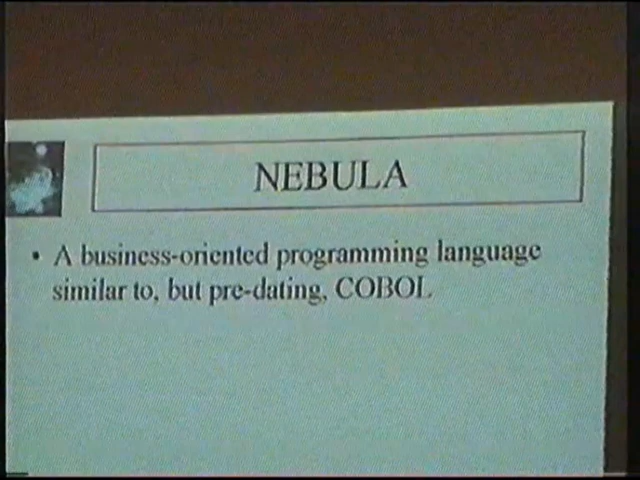 NEBULA
• A business-oriented programming language
similar to, but pre-dating, COBOL